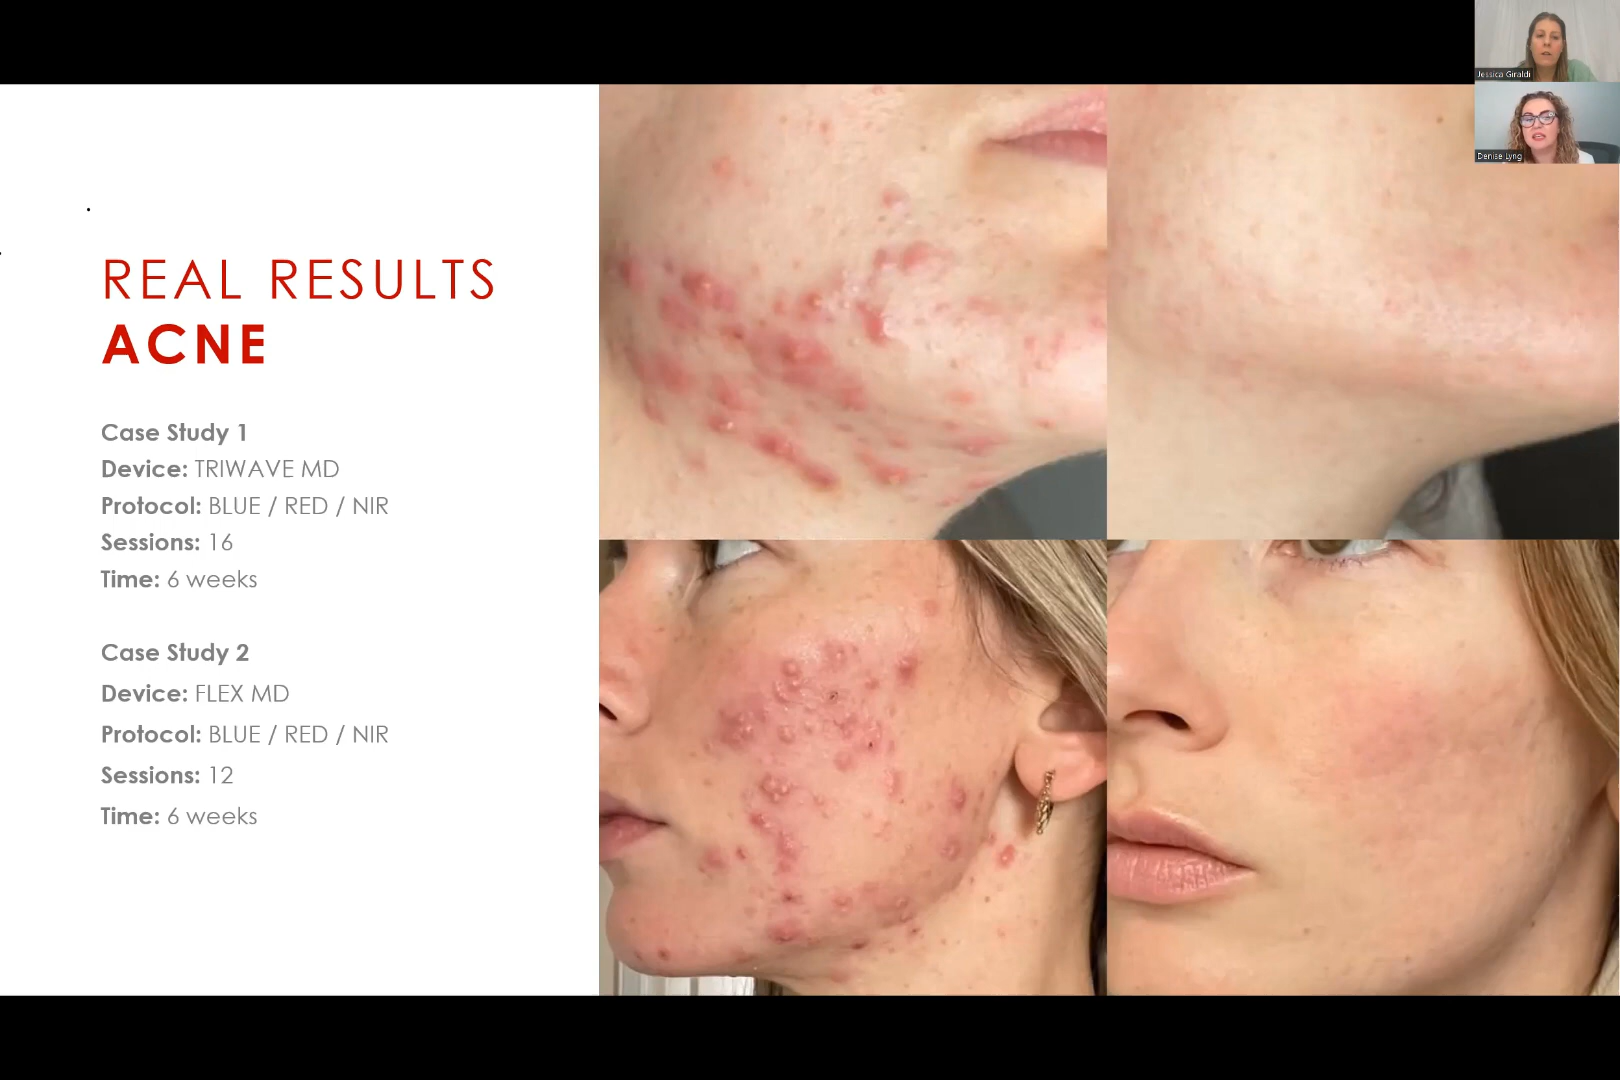 Jessica Giraldi
Denise Lyng
REAL RESULTS
ACNE
Case Study 1
Device: TRIWAVE MD
Protocol: BLUE / RED / NIR
Sessions: 16
Time: 6 weeks
Case Study 2
Device: FLEX MD
Protocol: BLUE / RED / NIR
Sessions: 12
Time: 6 weeks